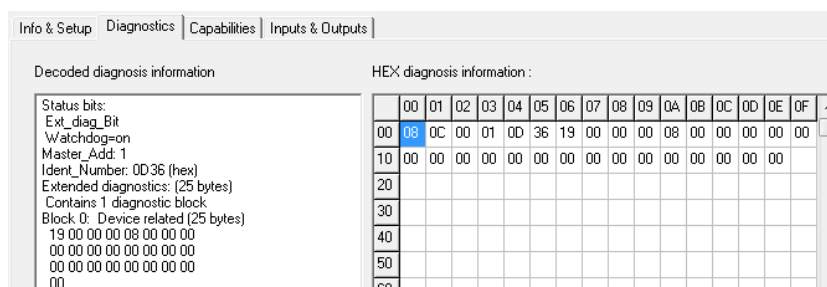 Info & Setup Diagnostics Capabilities Inputs & Outputs
Decoded diagnosis information
HEX diagnosis information :
Status bits:
Ext_diag_Bit
Watchdog=on
Master_Add: 1
Ident_Number: 0D36 (hex)
Extended diagnostics: (25 bytes)
Contains 1 diagnostic block
Block 0: Device related (25 bytes)
19 00 00 00 08 00 00 00
00 00 00 00 00 00 00 00
00 00 00 00 00 00 00 00
00
00 01 02 03 04 05 06 07 08 09 0A 0B 0C 0D 0E 0F
00 08 0C 00 01 0D 36 19 00 00 00 08 00 00 00 00 00
10 00 00 00 00 00 00 00 00 00 00 00 00 00 00 00
20
30
40
50
60